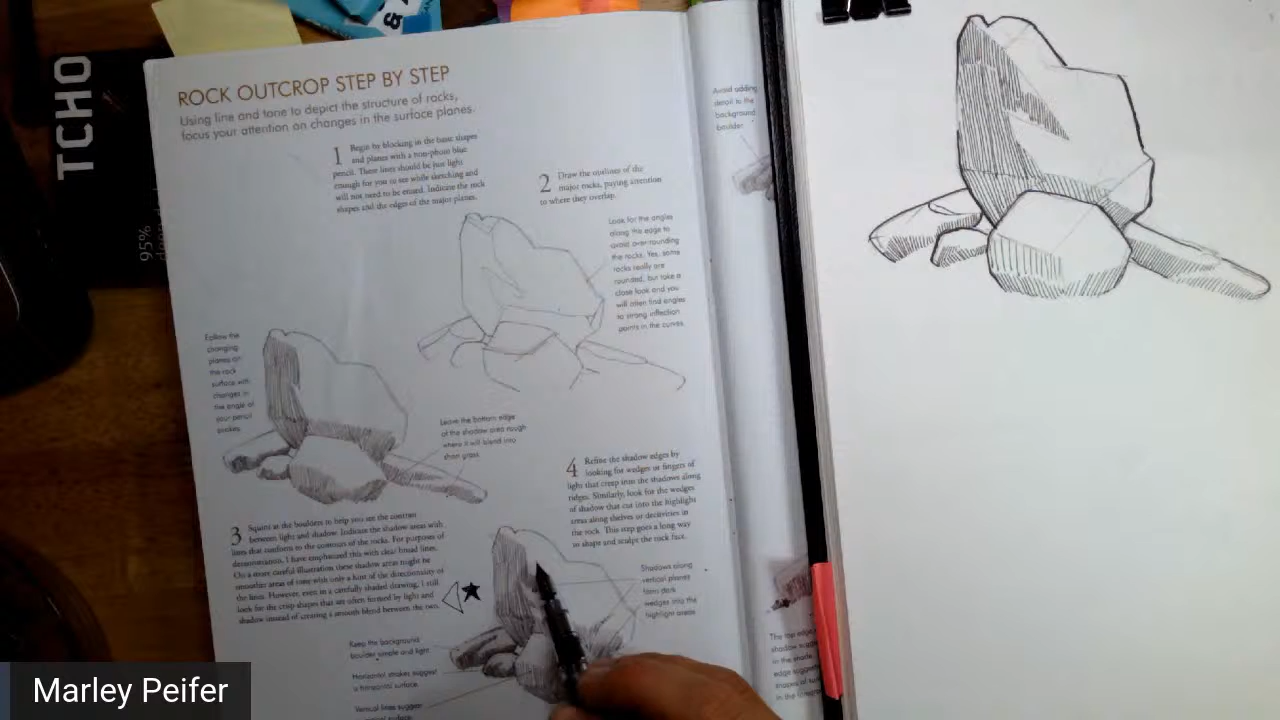 TCHO
95%
&
ROCK OUTCROP STEP BY STEP
Using line and tone to depict the structure of rocks,
focus your attention on changes in the surface planes.
1 Begin by blocking in the basic shapes
and planes with a non-photo blue
pencil. These lines should be just light
enough for you to see while sketching and
will not need to be erased. Indicate the rock
shapes and the edges of the major planes.
2 Draw the outlines of the
major rocks, paying attention
to where they overlap.
Look for the angles
along the edge to
avoid over-rounding
the rocks. Yes, some
rocks really are
rounded, but take a
close look and you
will often find angles
to strong inflection
points in the curves.
Follow the
changing
planes on
the rock
surface with
changes in
the angle of
your pencil
strokes.
Leave the bottom edge
of the shadow area rough
where it will blend into
short grass.
3 Squint at the boulders to help you see the contrast
between light and shadow. Indicate the shadow areas with
lines that conform to the contours of the rocks. For purposes of
demonstration, I have emphasized this with clear broad lines.
On a more careful illustration these shadow areas might be
smoother areas of tone with only a hint of the directionality of
the lines. However, even in a carefully shaded drawing, I still
look for the crisp shapes that are often formed by light and
shadow instead of creating a smooth blend between the two.
4 Refine the shadow edges by
looking for wedges or fingers of
light that creep into the shadows along
ridges. Similarly, look for the wedges
of shadow that cut into the highlight
areas along shelves or declivities in
the rock. This step goes a long way
to shape and sculpt the rock face.
Shadows along
vertical planes
form dark
wedges into the
highlight areas
Keep the background
boulder simple and light
Horizontal strokes suggest
a horizontal surface.
Vertical lines suggest
Avoid adding
detail to the
background
boulder.
The top edge
in the shade.
Marley Peifer